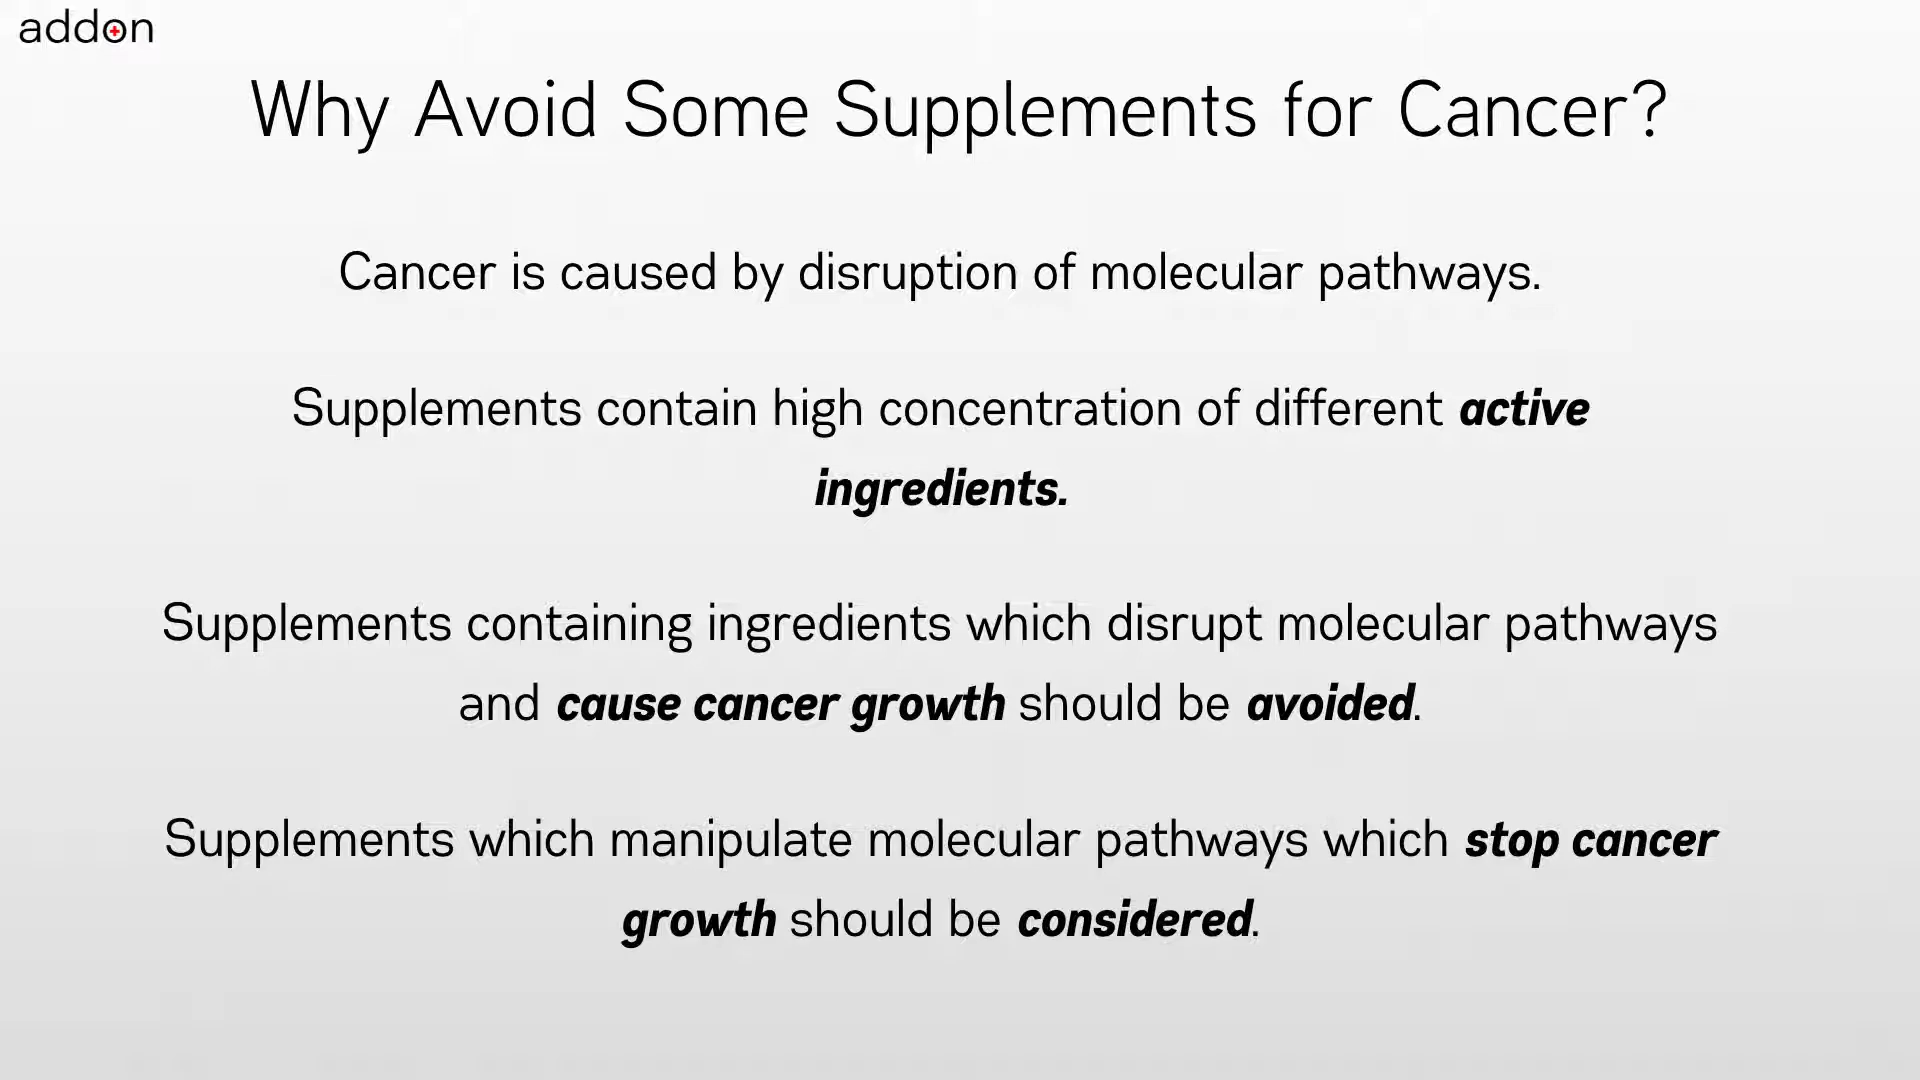 addon
Why Avoid Some Supplements for Cancer?
Cancer is caused by disruption of molecular pathways.
Supplements contain high concentration of different active
ingredients.
Supplements containing ingredients which disrupt molecular pathways
and cause cancer growth should be avoided.
Supplements which manipulate molecular pathways which stop cancer
growth should be considered.